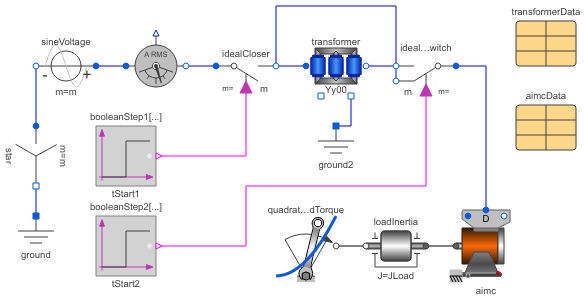 transformerData
sineVoltage
A RMS
idealCloser
transformer
ideal...witch
- +
m=m
m=
m
Yy00
m
m=
aimcData
booleanStep1[...]
star
m=m
ground2
tStart1
booleanStep2[...]
quadrat...dTorque
loadInertia
D
ground
tStart2
J=JLoad
aimc